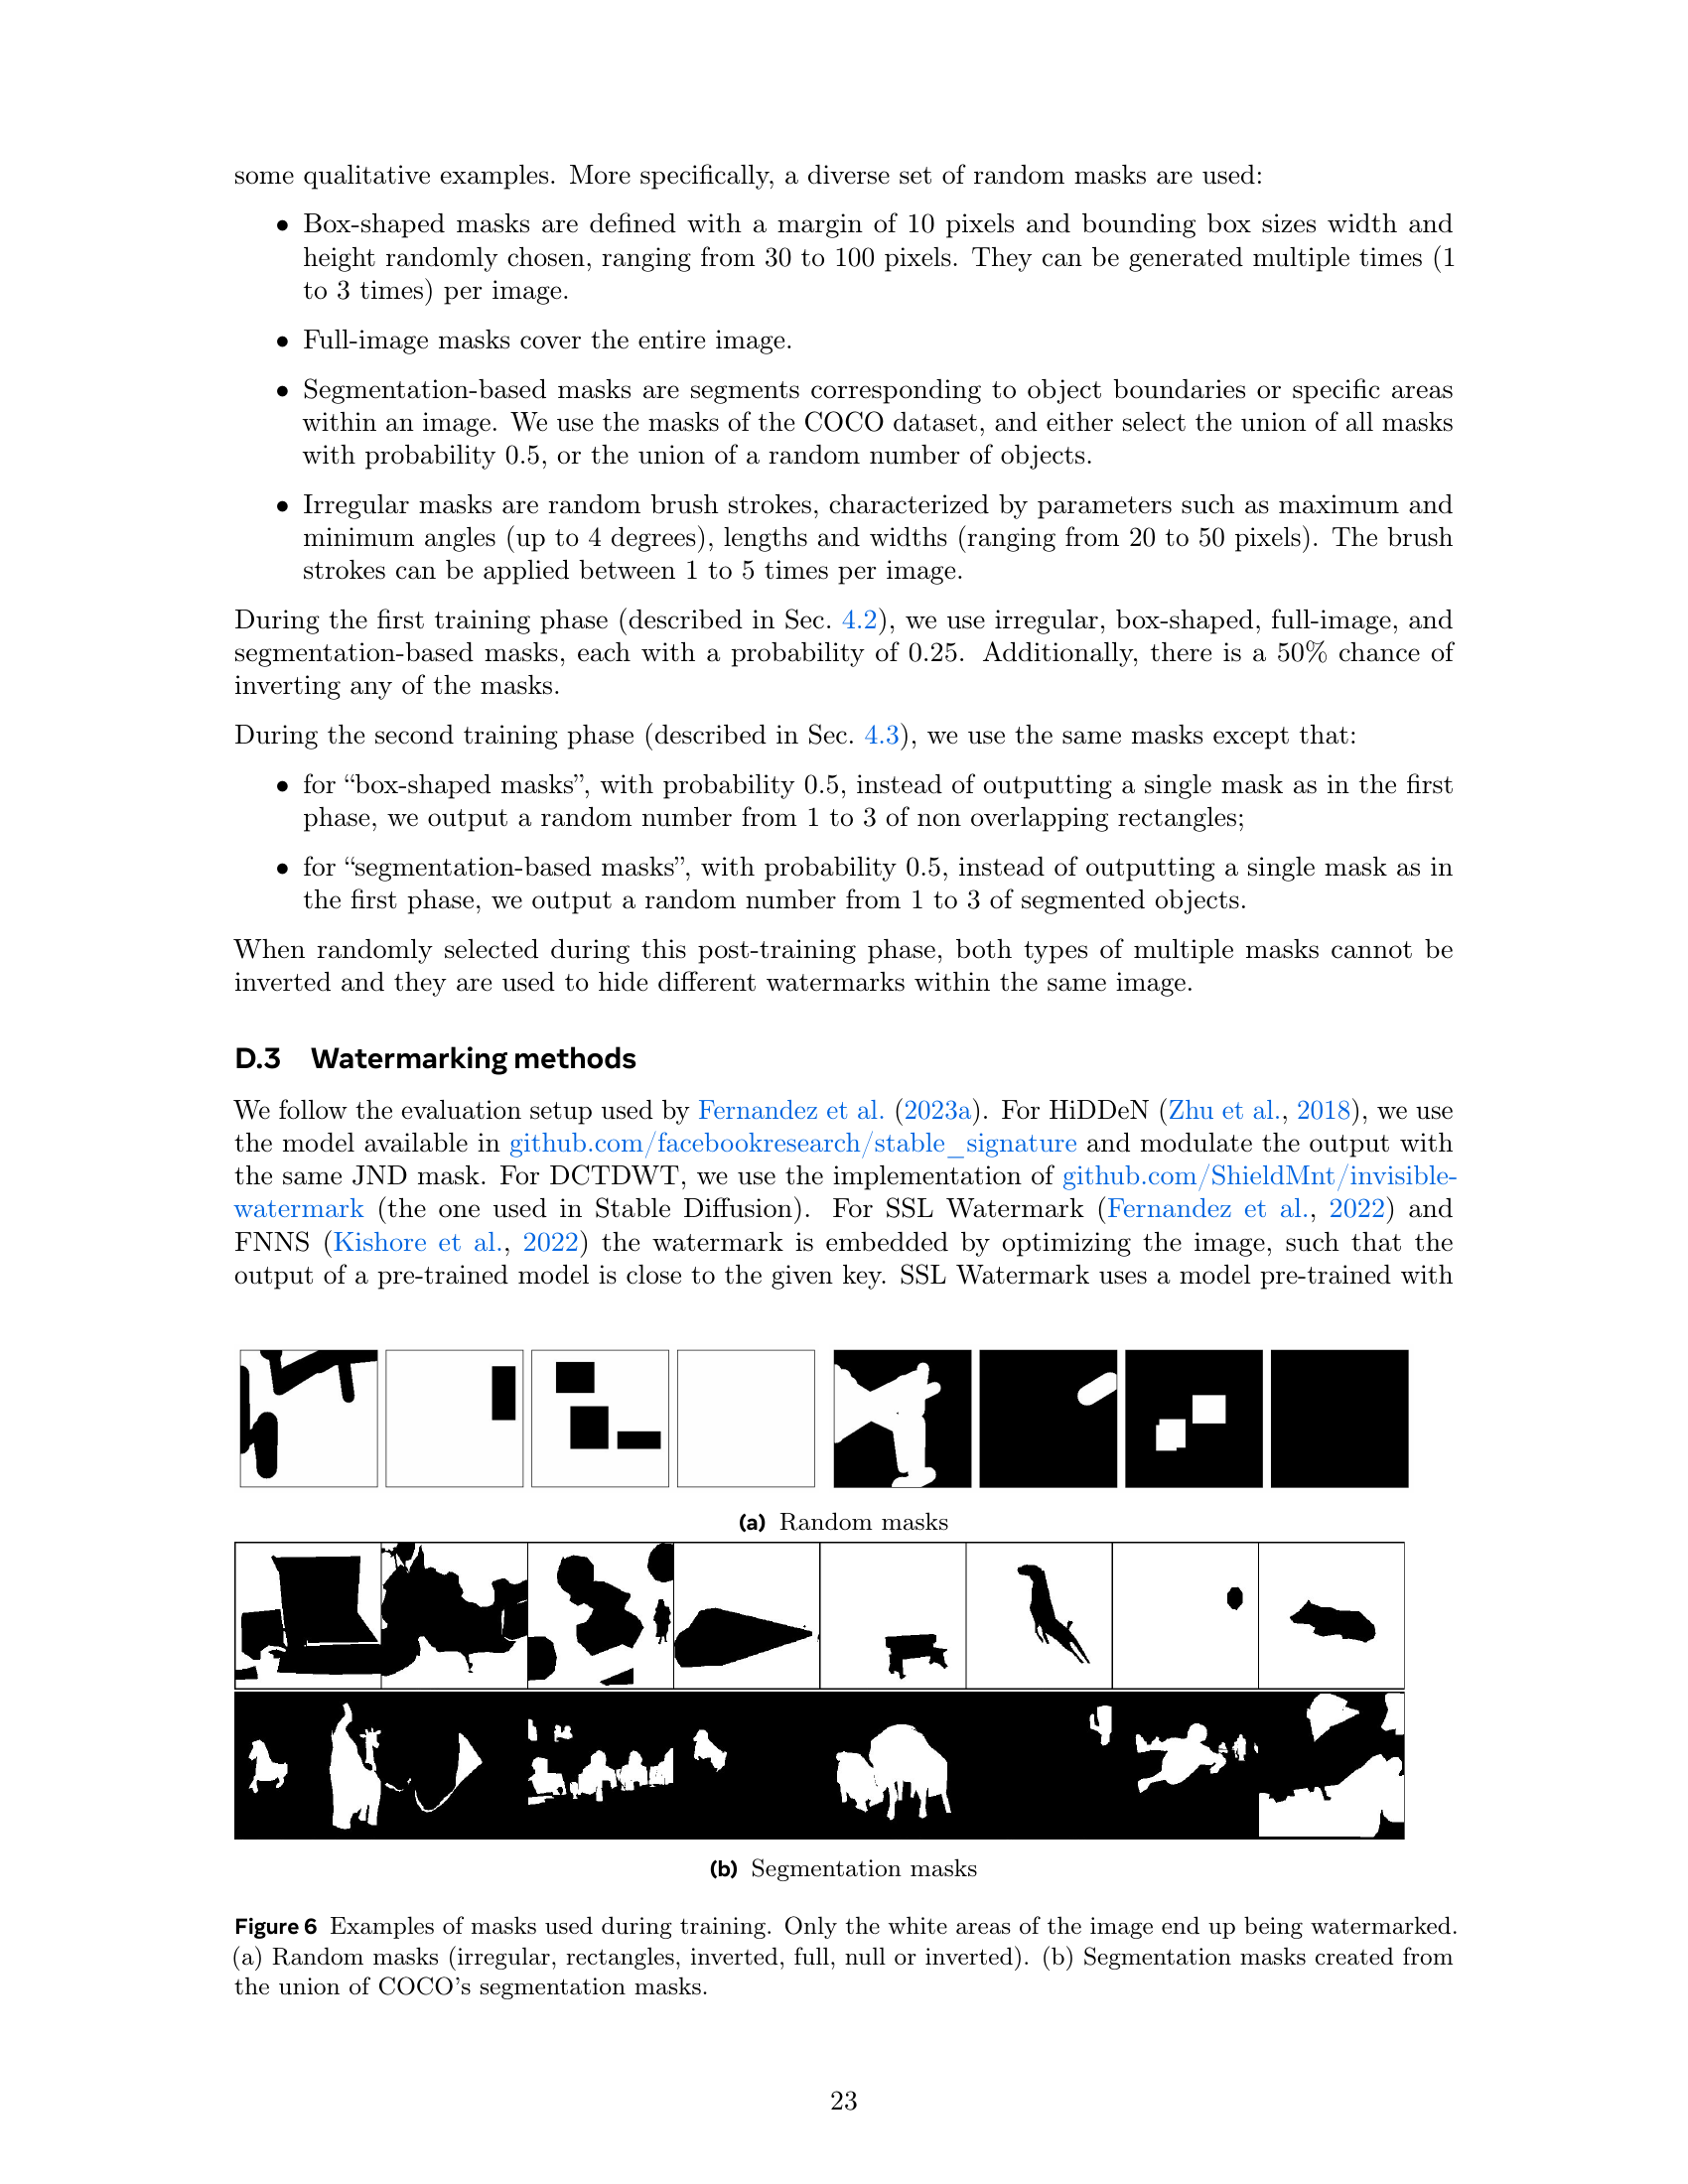 some qualitative examples. More specifically, a diverse set of random masks are used:
• Box-shaped masks are defined with a margin of 10 pixels and bounding box sizes width and
height randomly chosen, ranging from 30 to 100 pixels. They can be generated multiple times (1
to 3 times) per image.
• Full-image masks cover the entire image.
• Segmentation-based masks are segments corresponding to object boundaries or specific areas
within an image. We use the masks of the COCO dataset, and either select the union of all masks
with probability 0.5, or the union of a random number of objects.
• Irregular masks are random brush strokes, characterized by parameters such as maximum and
minimum angles (up to 4 degrees), lengths and widths (ranging from 20 to 50 pixels). The brush
strokes can be applied between 1 to 5 times per image.
During the first training phase (described in Sec. 4.2), we use irregular, box-shaped, full-image, and
segmentation-based masks, each with a probability of 0.25. Additionally, there is a 50% chance of
inverting any of the masks.
During the second training phase (described in Sec. 4.3), we use the same masks except that:
• for “box-shaped masks”, with probability 0.5, instead of outputting a single mask as in the first
phase, we output a random number from 1 to 3 of non overlapping rectangles;
• for “segmentation-based masks”, with probability 0.5, instead of outputting a single mask as in
the first phase, we output a random number from 1 to 3 of segmented objects.
When randomly selected during this post-training phase, both types of multiple masks cannot be
inverted and they are used to hide different watermarks within the same image.
D.3 Watermarking methods
We follow the evaluation setup used by Fernandez et al. (2023a). For HiDDeN (Zhu et al., 2018), we use
the model available in github.com/facebookresearch/stable_signature and modulate the output with
the same JND mask. For DCTDWT, we use the implementation of github.com/ShieldMnt/invisible-
watermark (the one used in Stable Diffusion). For SSL Watermark (Fernandez et al., 2022) and
FNNS (Kishore et al., 2022) the watermark is embedded by optimizing the image, such that the
output of a pre-trained model is close to the given key. SSL Watermark uses a model pre-trained with
(a) Random masks
(b) Segmentation masks
Figure 6 Examples of masks used during training. Only the white areas of the image end up being watermarked.
(a) Random masks (irregular, rectangles, inverted, full, null or inverted). (b) Segmentation masks created from
the union of COCO’s segmentation masks.
23